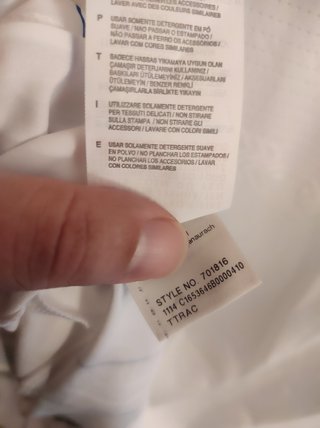 LAVER AVEC DES COULEURS SIMILAIRES
P USAR SOMENTE DETERGENTE EM PÓ
SUAVE / NÃO PASSAR O ESTAMPADO /
NÃO PASSAR A FERRO OS ACESSÓRIOS /
LAVAR COM CORES SIMILARES
T SADECE HASSAS YIKAMAYA UYGUN OLAN
ÇAMAŞIR DETERJANI KULLANINIZ /
BASKILARI ÜTÜLEMEYİNİZ / AKSESUARLARI
ÜTÜLEMEYİN / BENZER RENKLİ
ÇAMAŞIRLARLA BİRLİKTE YIKAYIN
I UTILIZZARE SOLAMENTE DETERGENTE
PER TESSUTI DELICATI / NON STIRARE
SULLA STAMPA / NON STIRARE GLI
ACCESSORI / LAVARE CON COLORI SIMILI
E USAR SOLAMENTE DETERGENTE SUAVE
EN POLVO / NO PLANCHAR LOS ESTAMPADOS /
NO PLANCHAR LOS ACCESORIOS / LAVAR
CON COLORES SIMILARES
STYLE NO 701816
1114 C1653646B0000410
TTRAC